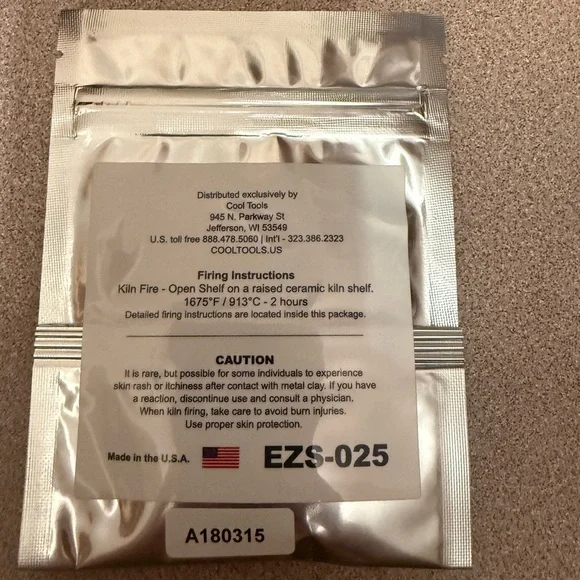 Distributed exclusively by
Cool Tools
945 N. Parkway St
Jefferson, WI 53549
U.S. toll free 888.478.5060 | Int'l - 323.386.2323
COOLTOOLS.US
Firing Instructions
Kiln Fire - Open Shelf on a raised ceramic kiln shelf.
1675°F / 913°C - 2 hours
Detailed firing instructions are located inside this package.
CAUTION
It is rare, but possible for some individuals to experience
skin rash or itchiness after contact with metal clay. If you have
a reaction, discontinue use and consult a physician.
When kiln firing, take care to avoid burn injuries.
Use proper skin protection.
Made in the U.S.A. EZS-025
A180315